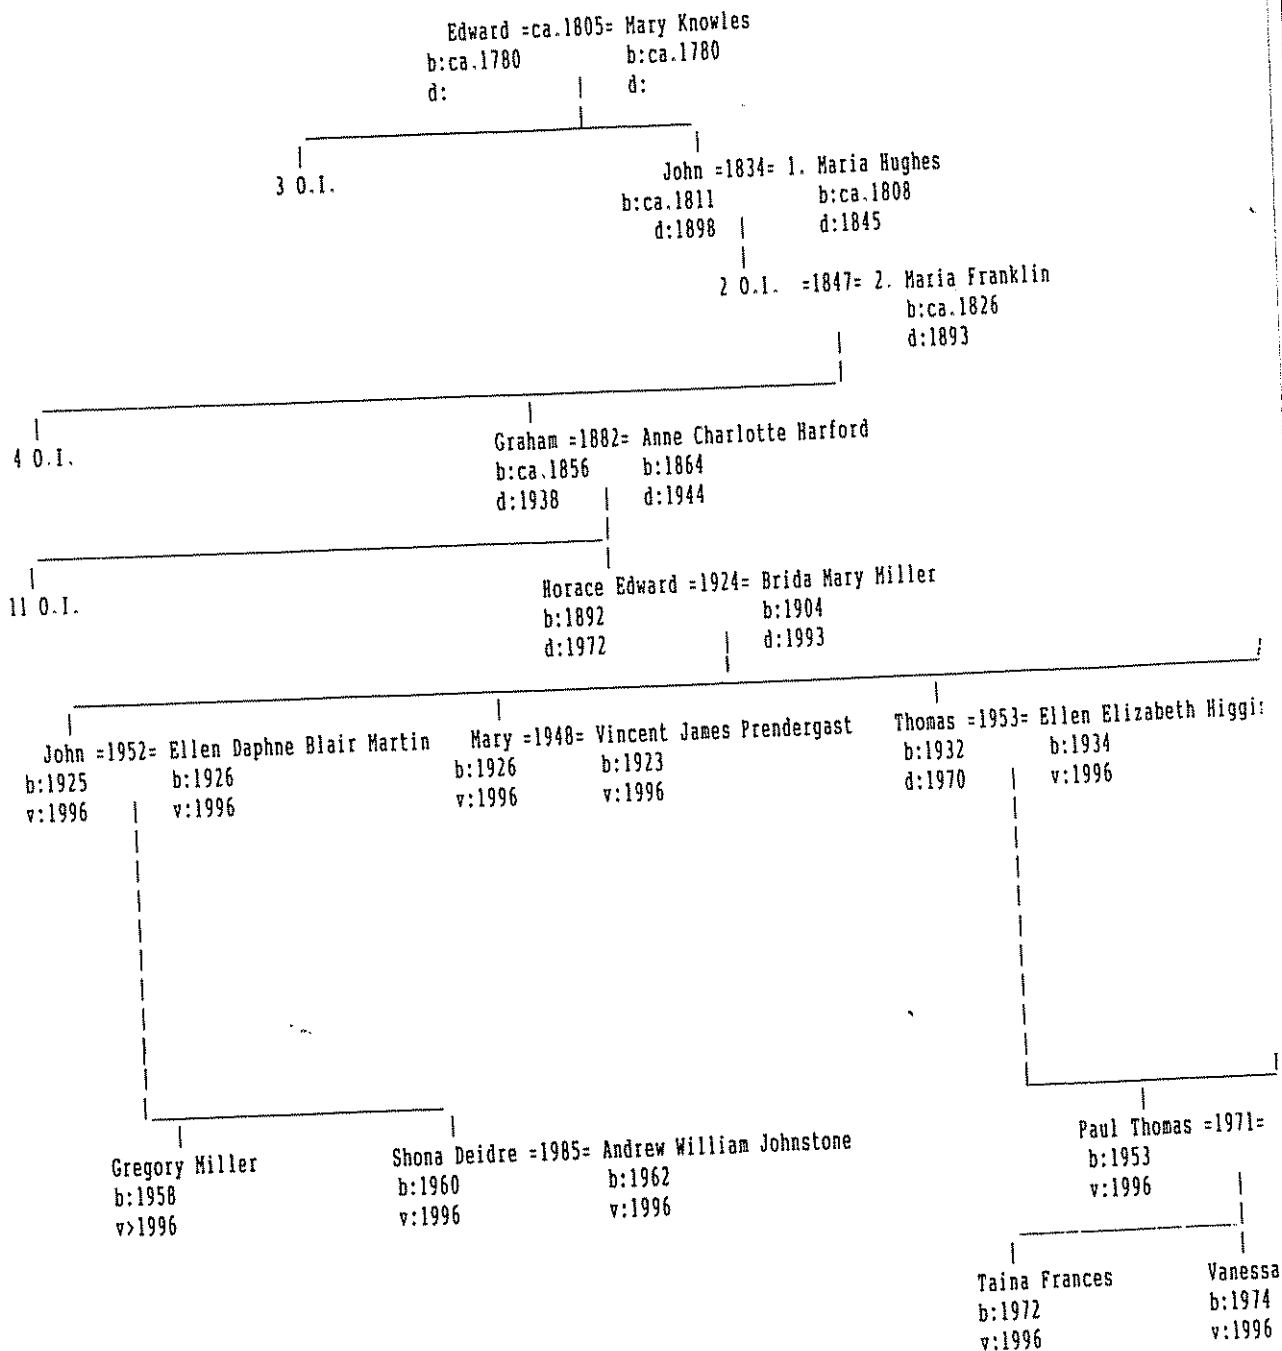 Edward =ca.1805= Mary Knowles
b:ca.1780 b:ca.1780
d: d:
3 O.I.
John =1834= 1. Maria Hughes
b:ca.1811 b:ca.1808
d:1898 d:1845
2 O.I. =1847= 2. Maria Franklin
b:ca.1826
d:1893
4 O.I.
Graham =1882= Anne Charlotte Harford
b:ca.1856 b:1864
d:1938 d:1944
11 O.I.
Horace Edward =1924= Brida Mary Miller
b:1892 b:1904
d:1972 d:1993
John =1952= Ellen Daphne Blair Martin Mary =1948= Vincent James Prendergast Thomas =1953= Ellen Elizabeth
b:1925 b:1926 b:1926 b:1923 b:1932 b:1934
v:1996 v:1996 v:1996 v:1996 d:1970 v:1996
Gregory Miller Shona Deidre =1985= Andrew William Johnstone Paul Thomas =1971=
b:1958 b:1960 b:1962 b:1953
v>1996 v:1996 v:1996 v:1996
Taina Frances Vanessa
b:1972 b:1974
v:1996 v:1996